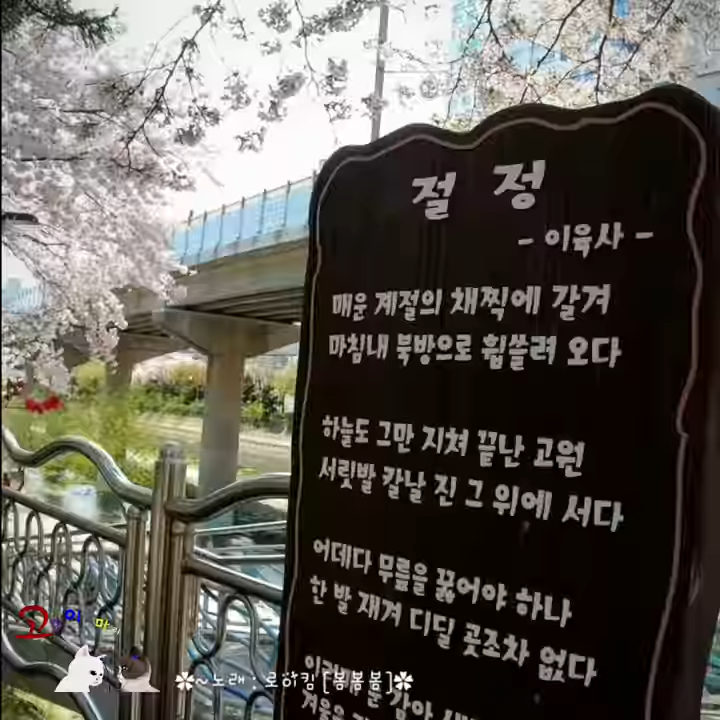 절 정
- 이육사 -
매운 계절의 채찍에 갈겨
마침내 북방으로 휩쓸려 오다
하늘도 그만 지쳐 끝난 고원
서릿발 칼날 진 그 위에 서다
어데다 무릎을 꿇어야 하나
한 발 재겨 디딜 곳조차 없다
눈 감아
✿~노래 : 로하킴[봄봄봄]✿